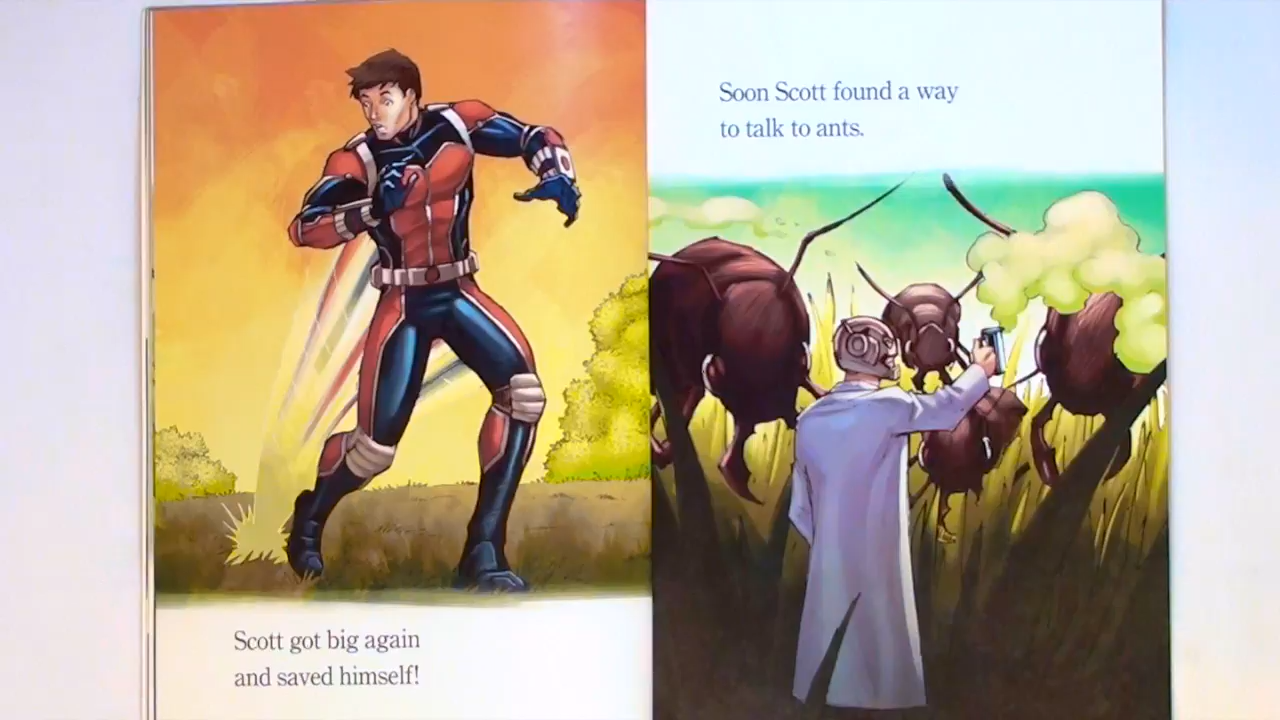 Scott got big again
and saved himself!
Soon Scott found a way
to talk to ants.